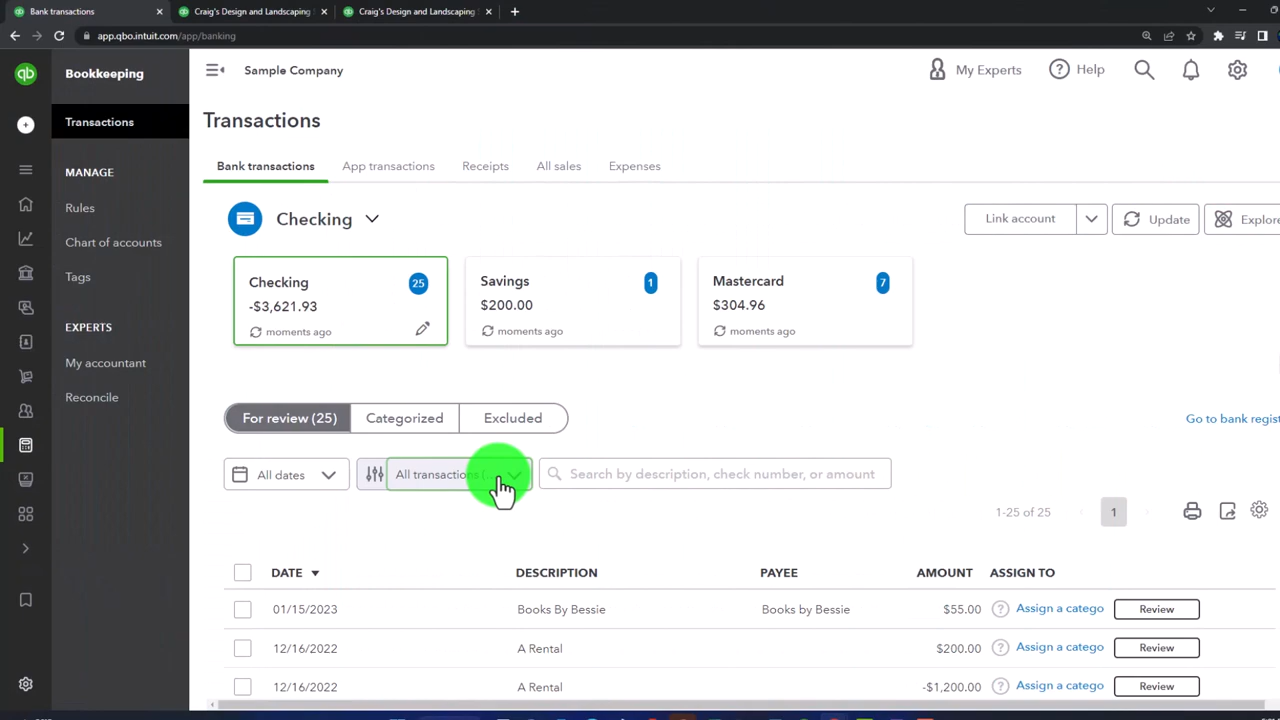 Bank transactions
Craig's Design and Landscaping
Craig's Design and Landscaping
app.qbo.intuit.com/app/banking
qb
Bookkeeping
Sample Company
My Experts
Help
Transactions
MANAGE
Rules
Chart of accounts
Tags
EXPERTS
My accountant
Reconcile
Transactions
Bank transactions
App transactions
Receipts
All sales
Expenses
Checking
Link account
Update
Explore
Checking 25
-$3,621.93
moments ago
Savings 1
$200.00
moments ago
Mastercard 7
$304.96
moments ago
For review (25)
Categorized
Excluded
Go to bank regist
All dates
All transactions (...
Search by description, check number, or amount
1-25 of 25
1
DATE DESCRIPTION PAYEE AMOUNT ASSIGN TO
01/15/2023 Books By Bessie Books by Bessie $55.00 Assign a catego Review
12/16/2022 A Rental $200.00 Assign a catego Review
12/16/2022 A Rental -$1,200.00 Assign a catego Review